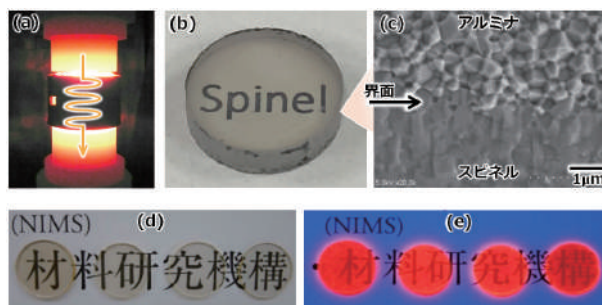 (a)
(b)
Spine!
(c)
アルミナ
界面
スピネル
1μm
(NIMS)
(d)
材料研究機構
(NIMS)
(e)
材料研究機構